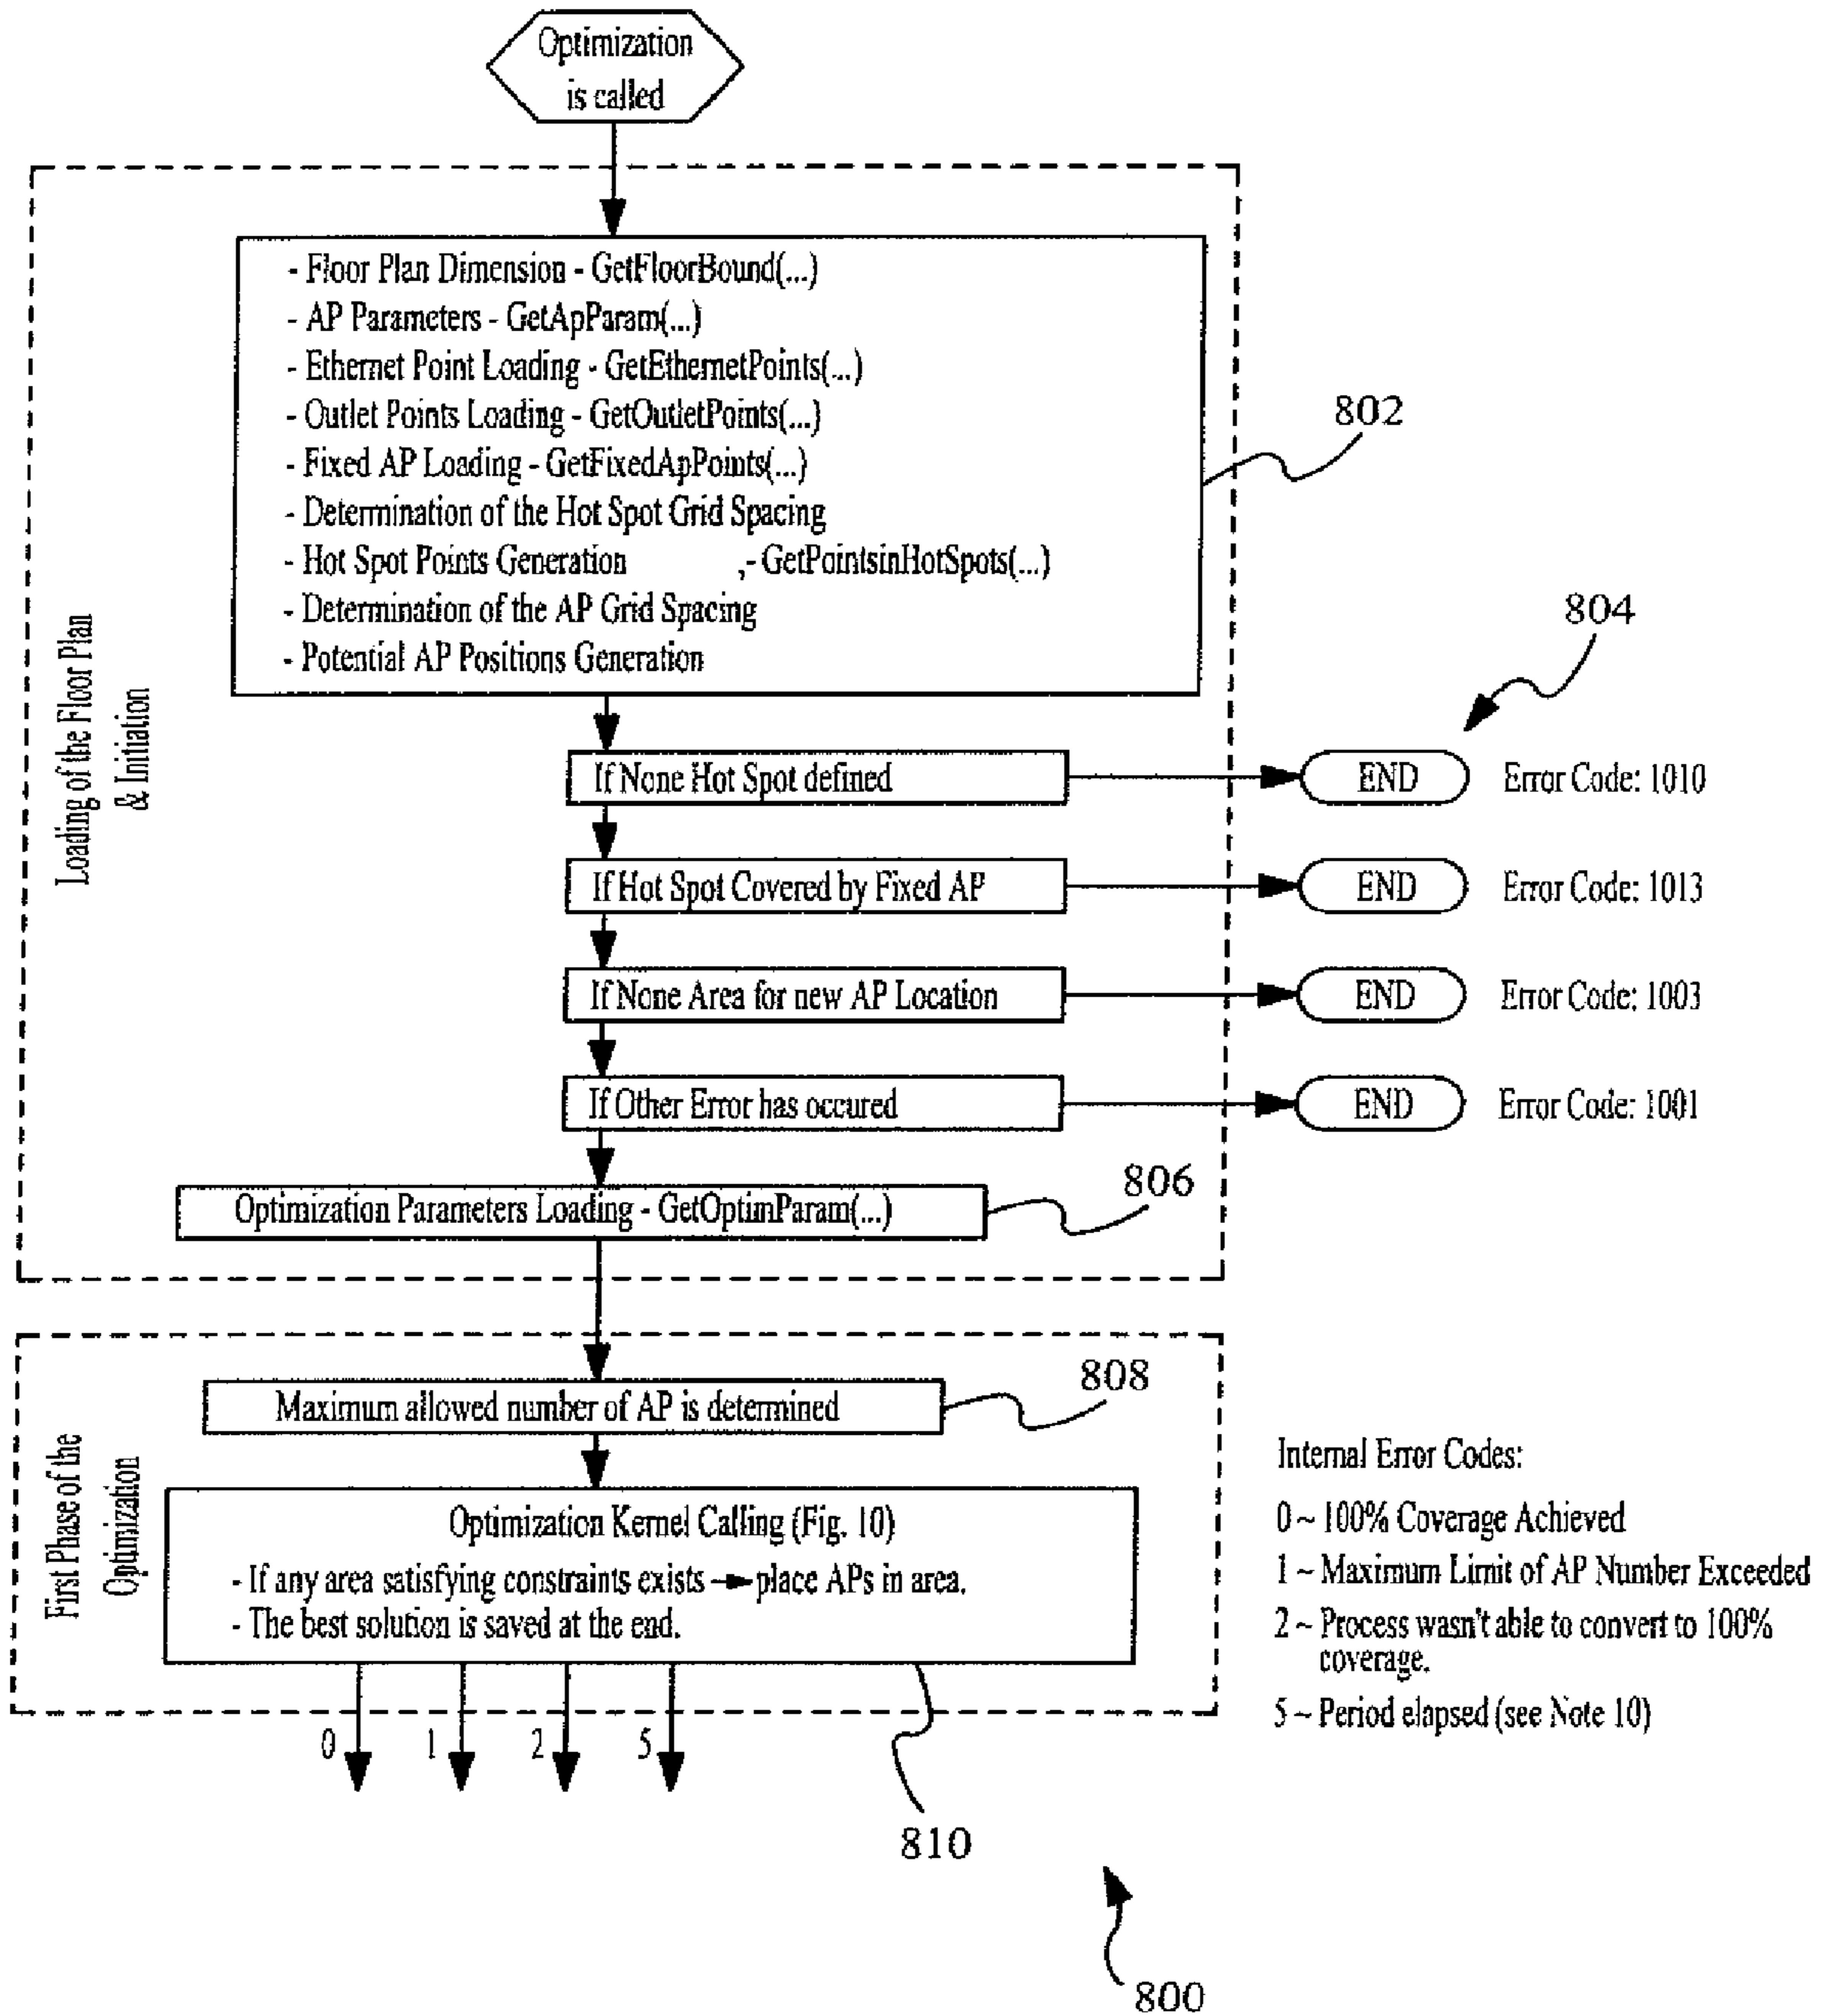 Optimization
is called
- Floor Plan Dimension - GetFloorBound(...)
- AP Parameters - GetApParam(...)
- Ethernet Point Loading - GetEthernetPoints(...)
- Outlet Points Loading - GetOutletPoints(...)
- Fixed AP Loading - GetFixedApPoints(...)
- Determination of the Hot Spot Grid Spacing
- Hot Spot Points Generation ,- GetPointsinHotSpots(...)
- Determination of the AP Grid Spacing
- Potential AP Positions Generation
802
804
Loading of the Floor Plan
& Initiation
If None Hot Spot defined
END
Error Code: 1010
If Hot Spot Covered by Fixed AP
END
Error Code: 1013
If None Area for new AP Location
END
Error Code: 1003
If Other Error has occured
END
Error Code: 1001
Optimization Parameters Loading - GetOptimParam(...)
806
First Phase of the
Optimization
Maximum allowed number of AP is determined
808
Optimization Kernel Calling (Fig. 10)
- If any area satisfying constraints exists → place APs in area.
- The best solution is saved at the end.
0 1 2 5
810
Internal Error Codes:
0 ~ 100% Coverage Achieved
1 ~ Maximum Limit of AP Number Exceeded
2 ~ Process wasn't able to convert to 100%
coverage.
5 ~ Period elapsed (see Note 10)
800